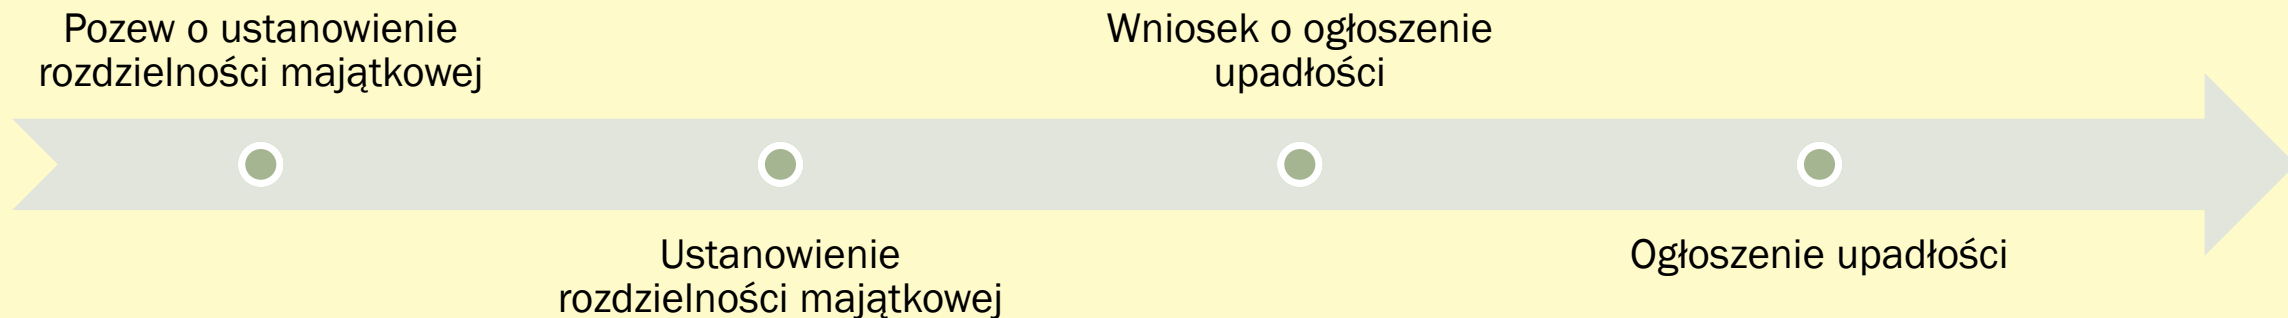 Pozew o ustanowienie
rozdzielności majątkowej
Ustanowienie
rozdzielności majątkowej
Wniosek o ogłoszenie
upadłości
Ogłoszenie upadłości